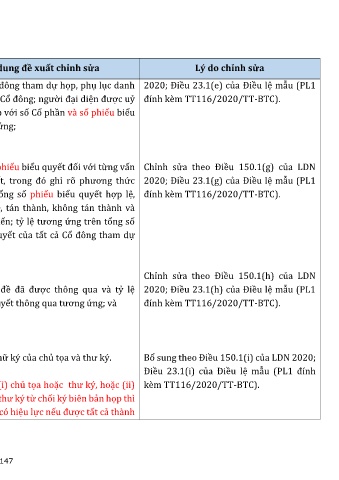 dung đề xuất chỉnh sửa
Lý do chỉnh sửa
đông tham dự họp, phụ lục danh
Cổ đông; người đại diện được uỷ
với số Cổ phần và số phiếu biểu
ứng;
2020; Điều 23.1(e) của Điều lệ mẫu (PL1
đính kèm TT116/2020/TT-BTC).
phiếu biểu quyết đối với từng vấn
t, trong đó ghi rõ phương thức
ổng số phiếu biểu quyết hợp lệ,
, tán thành, không tán thành và
iến; tỷ lệ tương ứng trên tổng số
uyết của tất cả Cổ đông tham dự
Chỉnh sửa theo Điều 150.1(g) của LDN
2020; Điều 23.1(g) của Điều lệ mẫu (PL1
đính kèm TT116/2020/TT-BTC).
đề đã được thông qua và tỷ lệ
uyết thông qua tương ứng; và
Chỉnh sửa theo Điều 150.1(h) của LDN
2020; Điều 23.1(h) của Điều lệ mẫu (PL1
đính kèm TT116/2020/TT-BTC).
hữ ký của chủ tọa và thư ký.
(i) chủ tọa hoặc thư ký, hoặc (ii)
thư ký từ chối ký biên bản họp thì
có hiệu lực nếu được tất cả thành
Bổ sung theo Điều 150.1(i) của LDN 2020;
Điều 23.1(i) của Điều lệ mẫu (PL1 đính
kèm TT116/2020/TT-BTC).
147